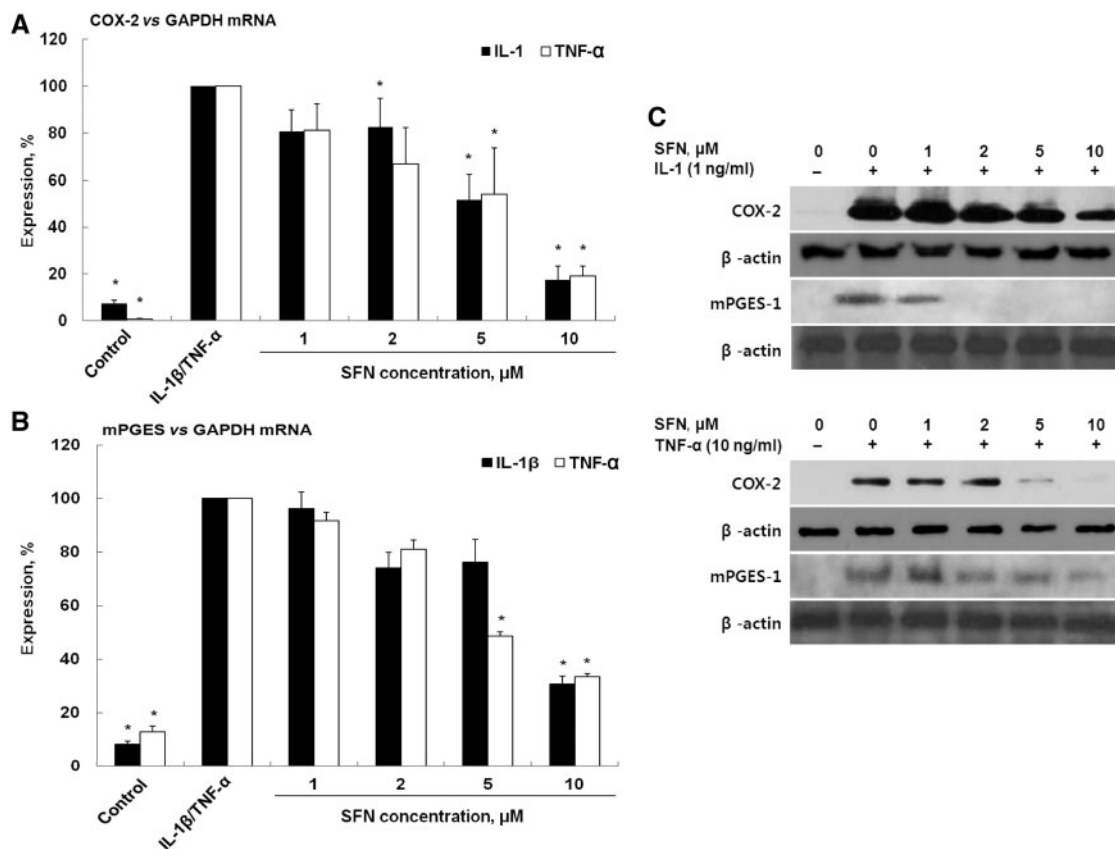 A
COX-2 vs GAPDH mRNA
IL-1 TNF-α
120
100
80
60
40
20
0
Expression, %
* * * * * * *
Control
IL-1β/TNF-α
1 2 5 10
SFN concentration, μM
B
mPGES vs GAPDH mRNA
IL-1β TNF-α
120
100
80
60
40
20
0
Expression, %
* * * * *
Control
IL-1β/TNF-α
1 2 5 10
SFN concentration, μM
C
SFN, μM 0 0 1 2 5 10
IL-1 (1 ng/ml) – + + + + +
COX-2
β -actin
mPGES-1
β -actin
SFN, μM 0 0 1 2 5 10
TNF-α (10 ng/ml) – + + + + +
COX-2
β -actin
mPGES-1
β -actin